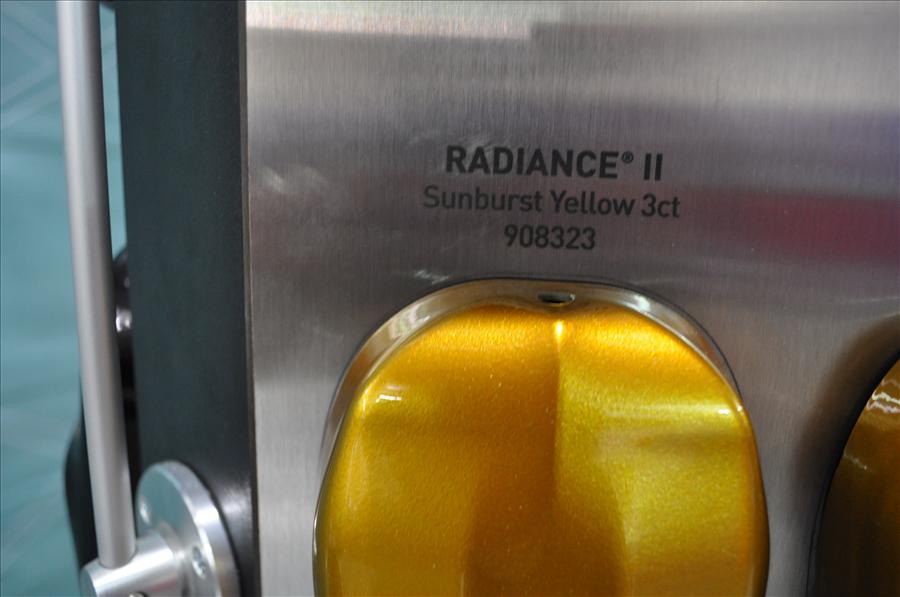 RADIANCE® II
Sunburst Yellow 3ct
908323